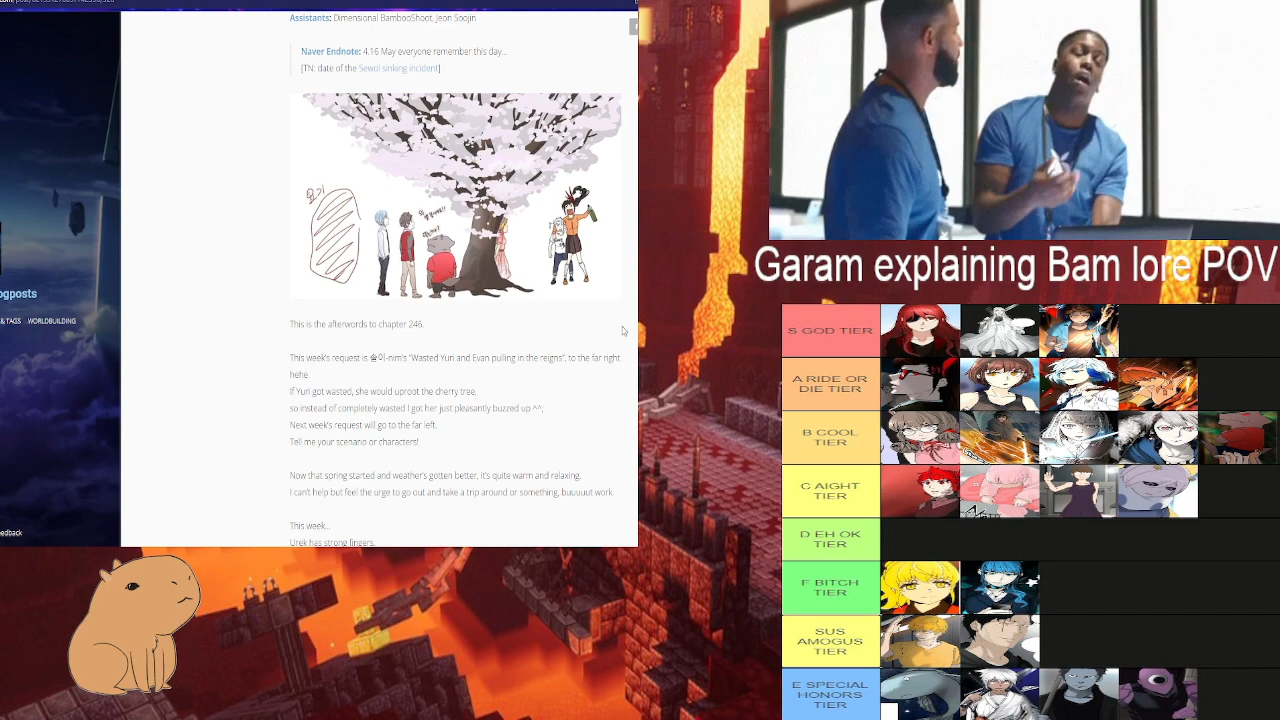 Assistants: Dimensional BambooShoot, Jeon Soojin
Naver Endnote: 4.16 May everyone remember this day...
[TN: date of the Sewol sinking incident]
This is the afterwords to chapter 246.
This week's request is 솔이-nim's "Wasted Yuri and Evan pulling in the reigns", to the far right
hehe.
If Yuri got wasted, she would uproot the cherry tree,
so instead of completely wasted I got her just pleasantly buzzed up ^^;
Next week's request will go to the far left.
Tell me your scenario or characters!
Now that spring started and weather's gotten better, it's quite warm and relaxing.
I can't help but feel the urge to go out and take a trip around or something, buuuuut work.
This week...
Urek has strong fingers.
ogposts
& TAGS
WORLDBUILDING
eedback
Garam explaining Bam lore POV
S GOD TIER
A RIDE OR
DIE TIER
B COOL
TIER
C AIGHT
TIER
D EH OK
TIER
F BITCH
TIER
SUS
AMOGUS
TIER
E SPECIAL
HONORS
TIER